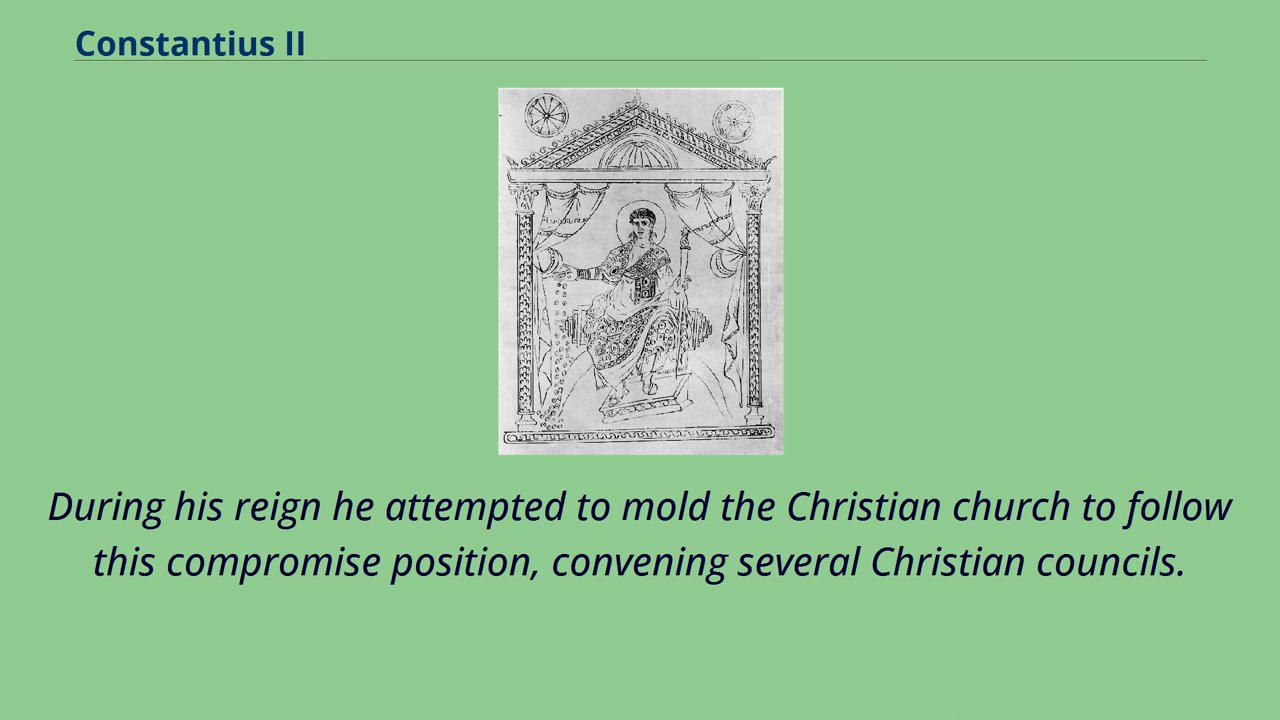 Constantius II
During his reign he attempted to mold the Christian church to follow
this compromise position, convening several Christian councils.